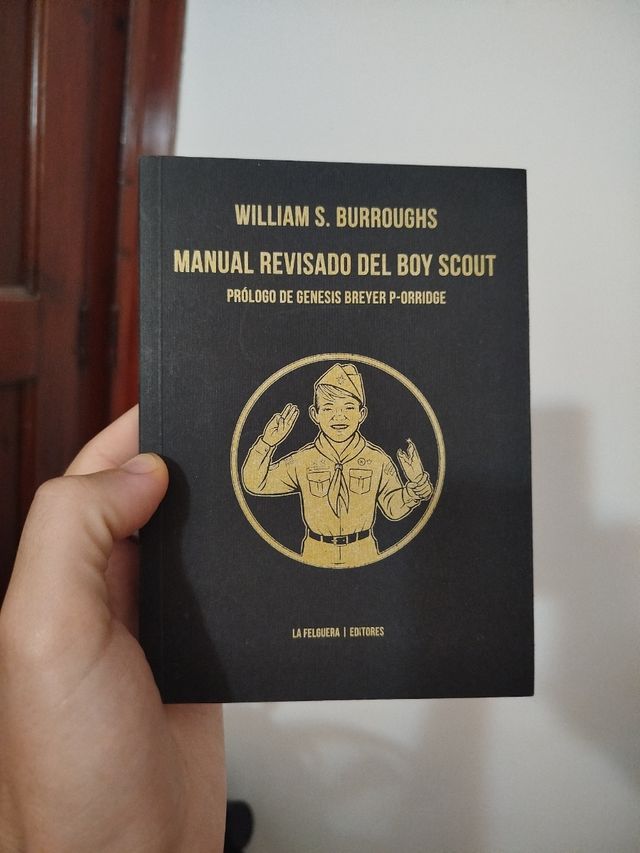 WILLIAM S. BURROUGHS
MANUAL REVISADO DEL BOY SCOUT
PRÓLOGO DE GENESIS BREYER P-ORRIDGE
LA FELGUERA | EDITORES